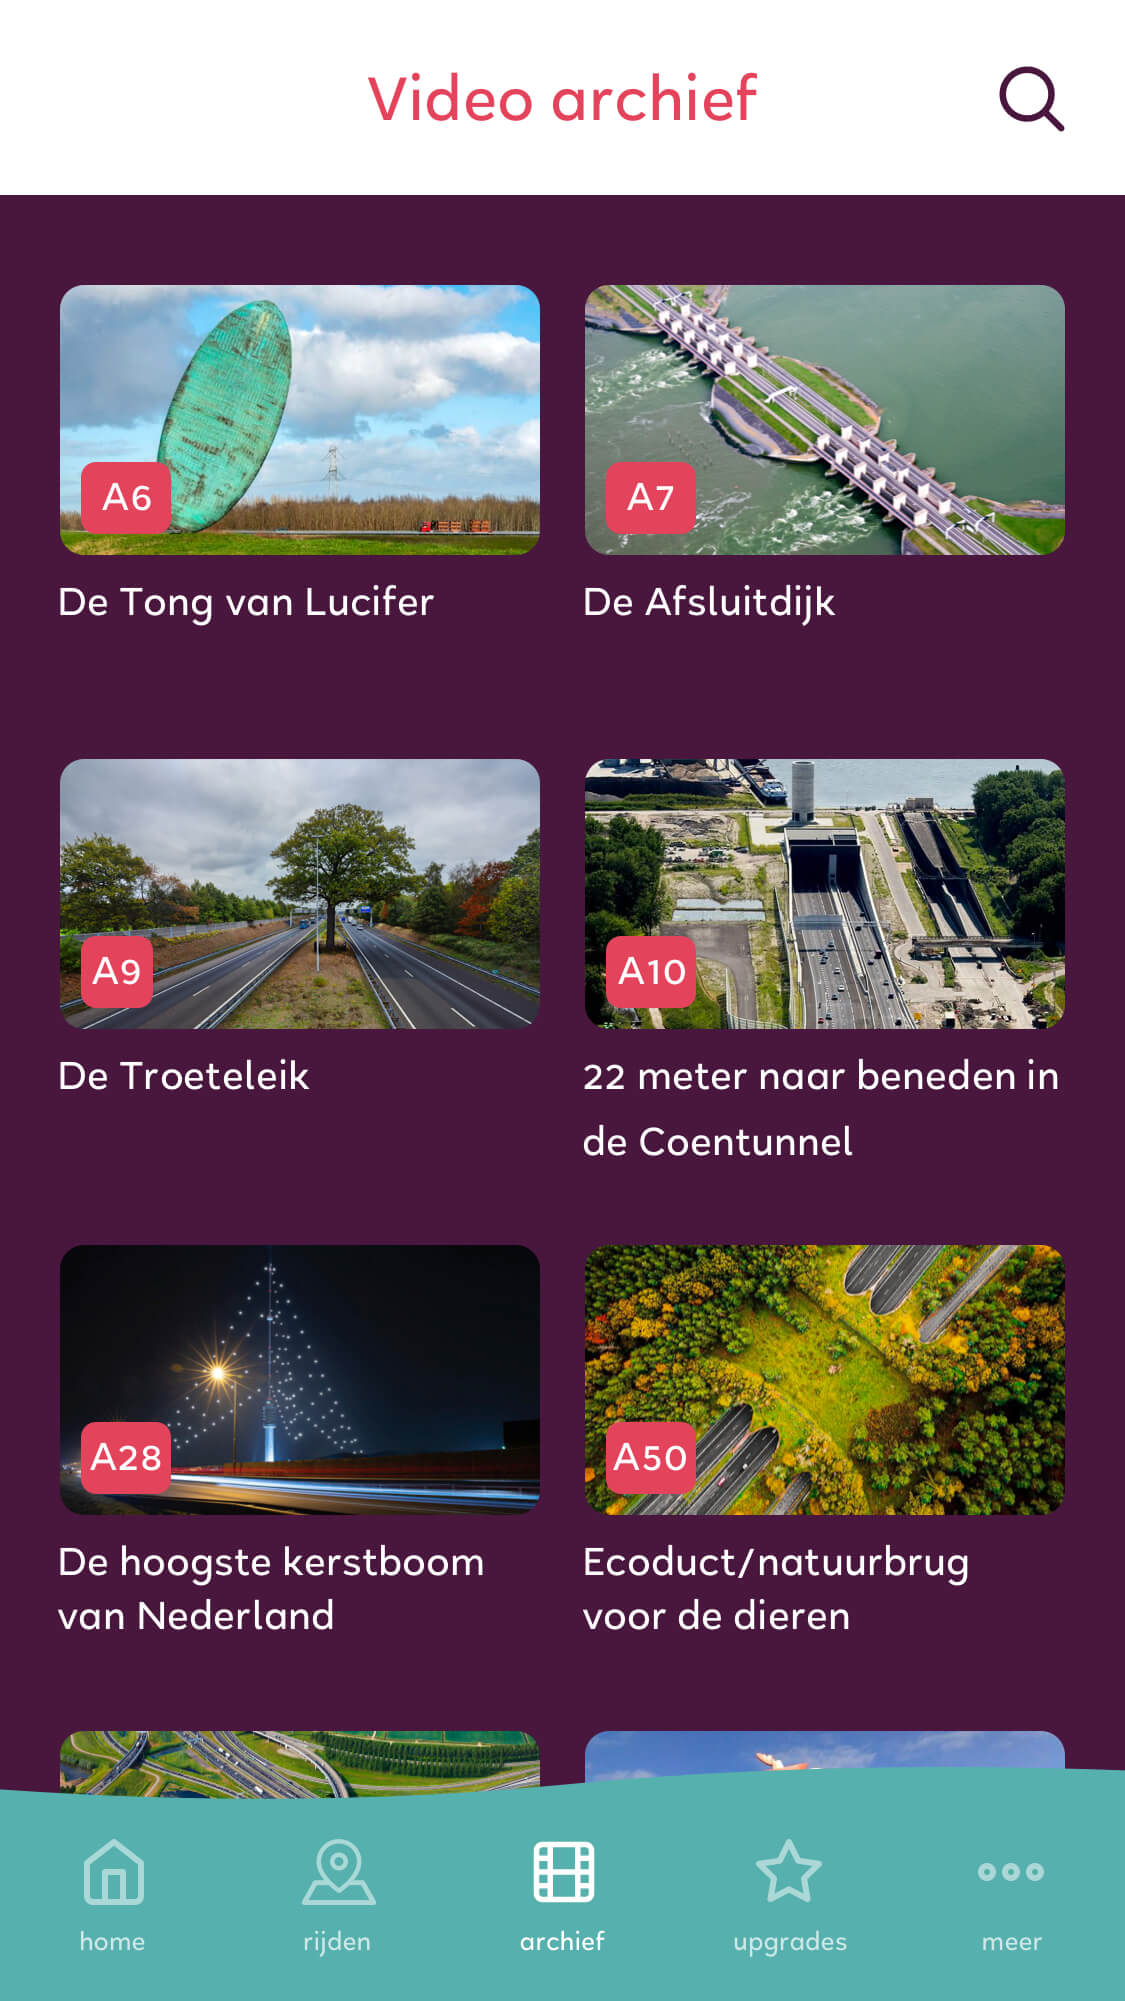 Video archief
A6
A7
De Tong van Lucifer
De Afsluitdijk
A9
A10
De Troeteleik
22 meter naar beneden in
de Coentunnel
A28
A50
De hoogste kerstboom
van Nederland
Ecoduct/natuurbrug
voor de dieren
home
rijden
archief
upgrades
meer